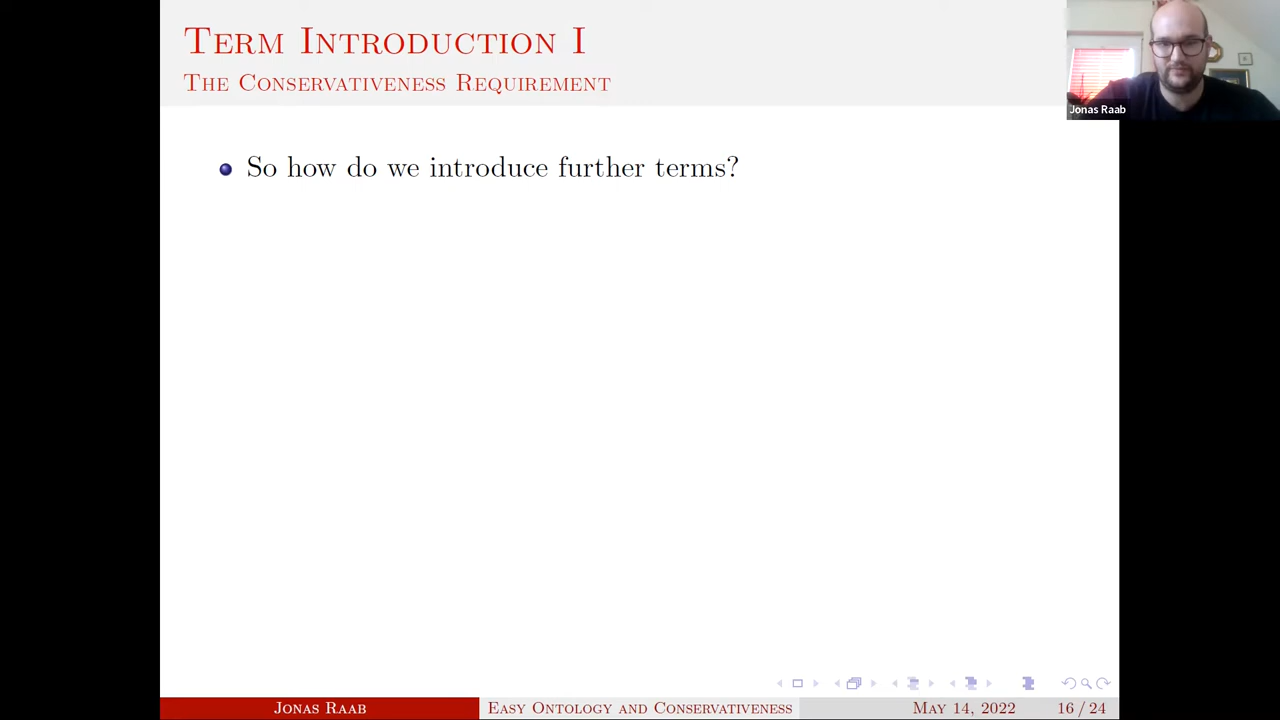 Term Introduction I
The Conservativeness Requirement
Jonas Raab
So how do we introduce further terms?
Jonas Raab
Easy Ontology and Conservativeness
May 14, 2022
16 / 24